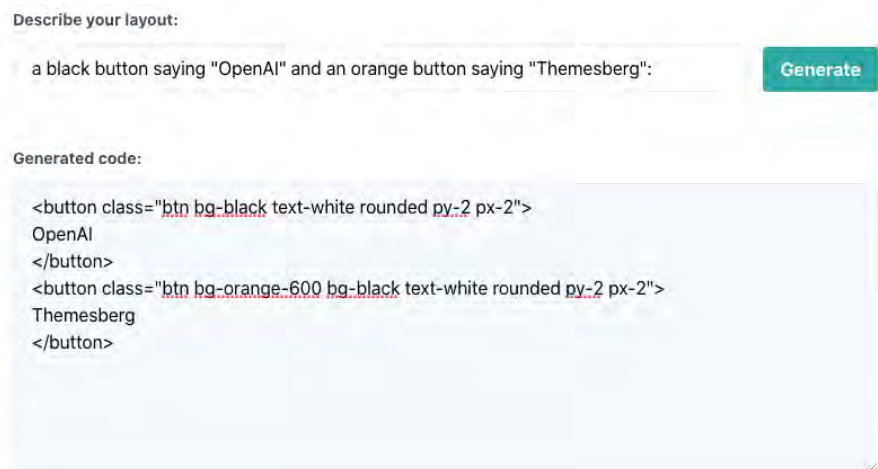 Describe your layout:
a black button saying "OpenAI" and an orange button saying "Themesberg":
Generate
Generated code:
<button class="btn bg-black text-white rounded py-2 px-2">
OpenAI
</button>
<button class="btn bg-orange-600 bg-black text-white rounded py-2 px-2">
Themesberg
</button>